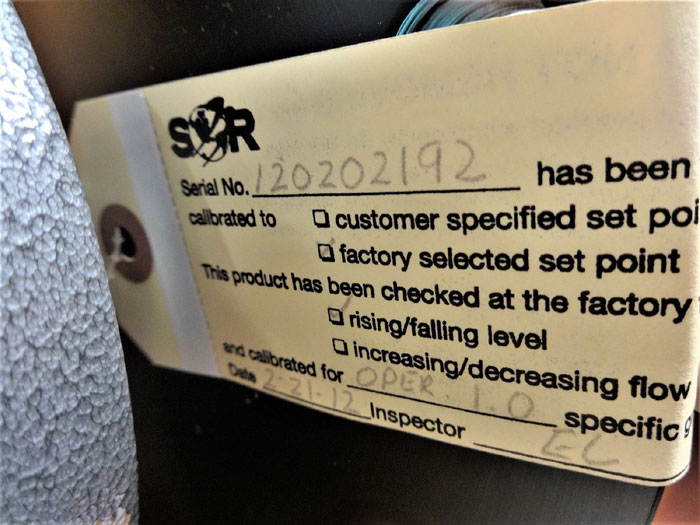 SOR
Serial No. 120202192 has been
calibrated to ☐ customer specified set poi
☐ factory selected set point
This product has been checked at the factory
☐ rising/falling level
☐ increasing/decreasing flow
and calibrated for OPER. 1.0 specific g
Date 2-21-12 Inspector EC